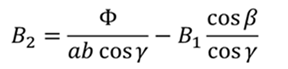 B₂ = Φ / (ab cos γ) − B₁ (cos β / cos γ)